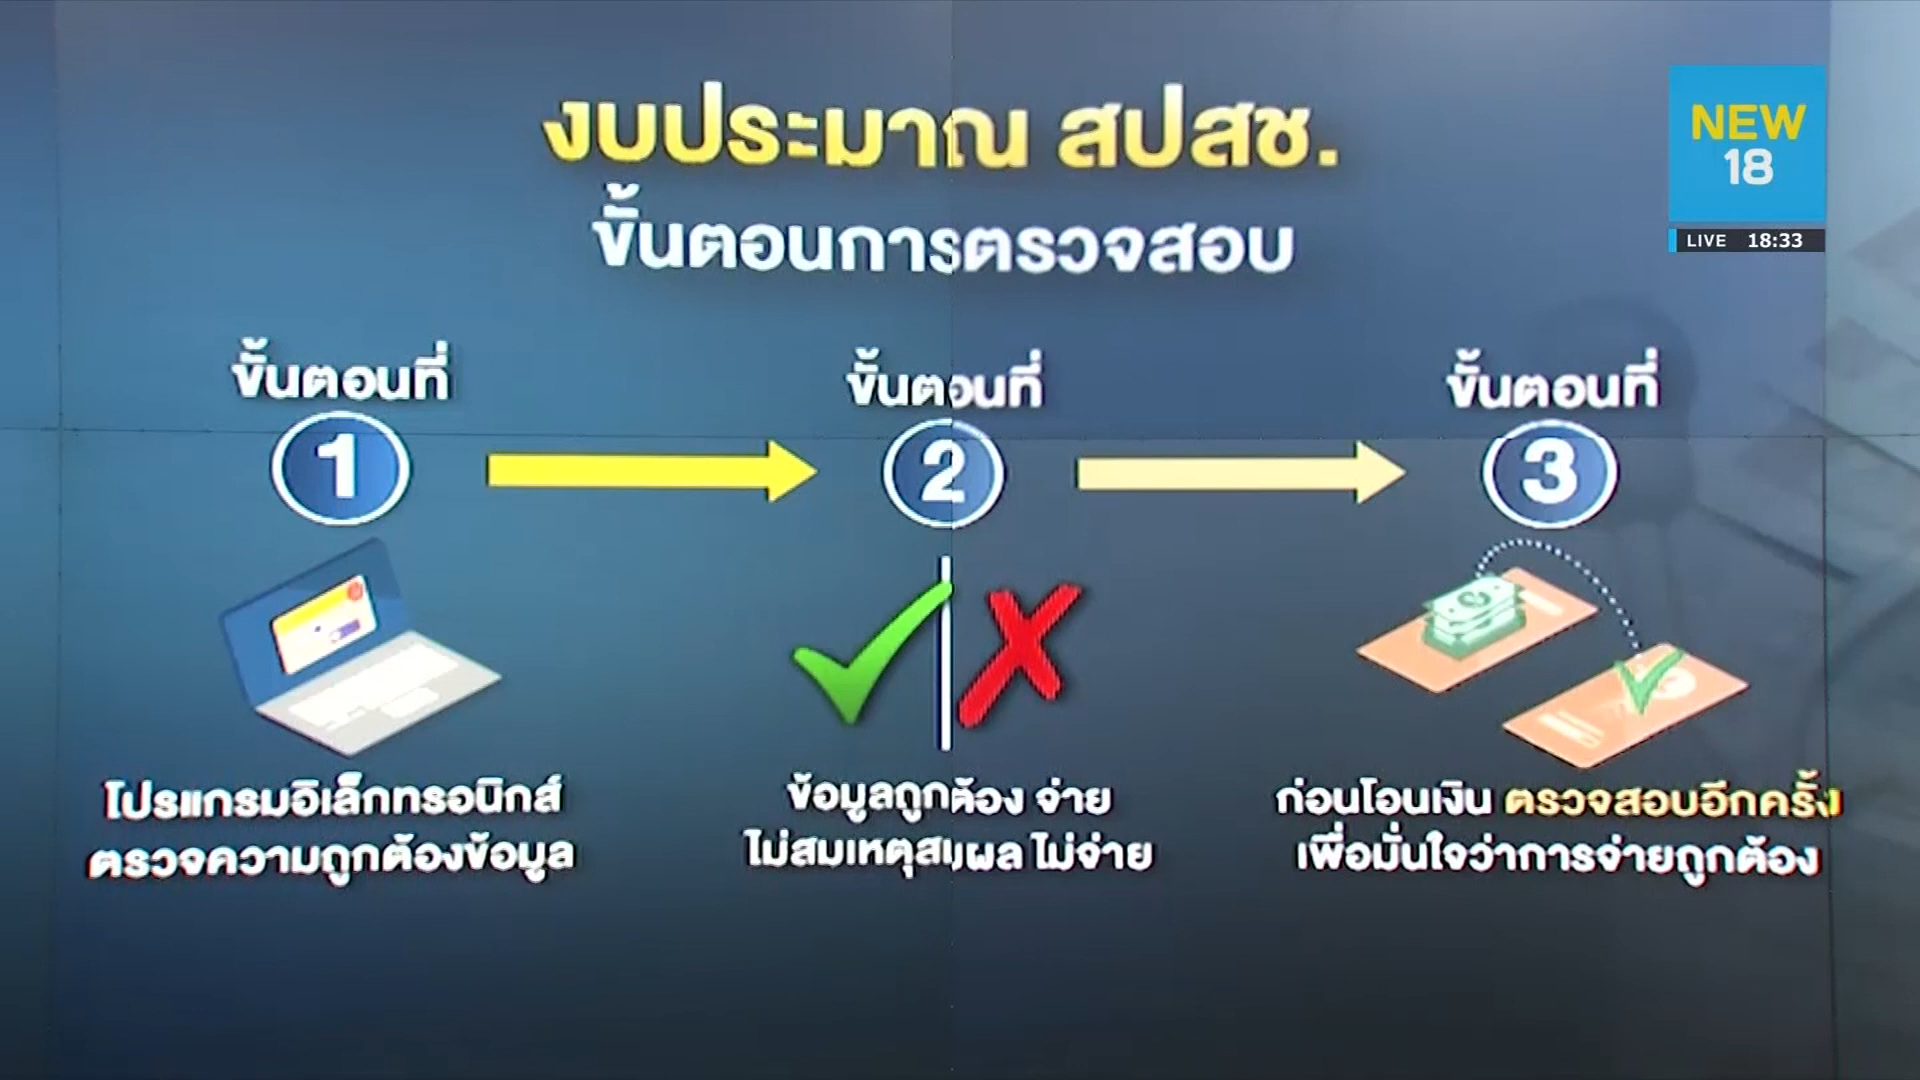 งบประมาณ สปสช.
ขั้นตอนการตรวจสอบ
NEW
18
LIVE 18:33
ขั้นตอนที่
1
ขั้นตอนที่
2
ขั้นตอนที่
3
โปรแกรมอิเล็กทรอนิกส์
ตรวจความถูกต้องข้อมูล
ข้อมูลถูกต้อง จ่าย
ไม่สมเหตุสมผล ไม่จ่าย
ก่อนโอนเงิน ตรวจสอบอีกครั้ง
เพื่อมั่นใจว่าการจ่ายถูกต้อง